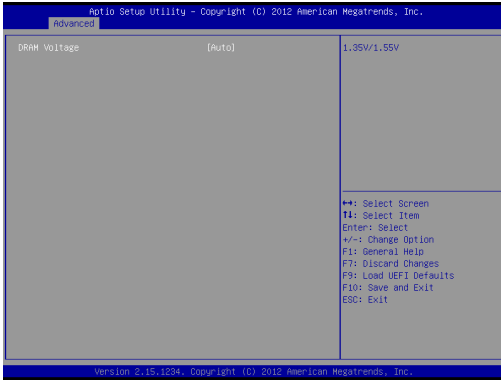 Aptio Setup Utility – Copyright (C) 2012 American Megatrends, Inc.
Advanced
DRAM Voltage [Auto]
1.35V/1.55V
↔: Select Screen
↑↓: Select Item
Enter: Select
+/-: Change Option
F1: General Help
F7: Discard Changes
F9: Load UEFI Defaults
F10: Save and Exit
ESC: Exit
Version 2.15.1234. Copyright (C) 2012 American Megatrends, Inc.